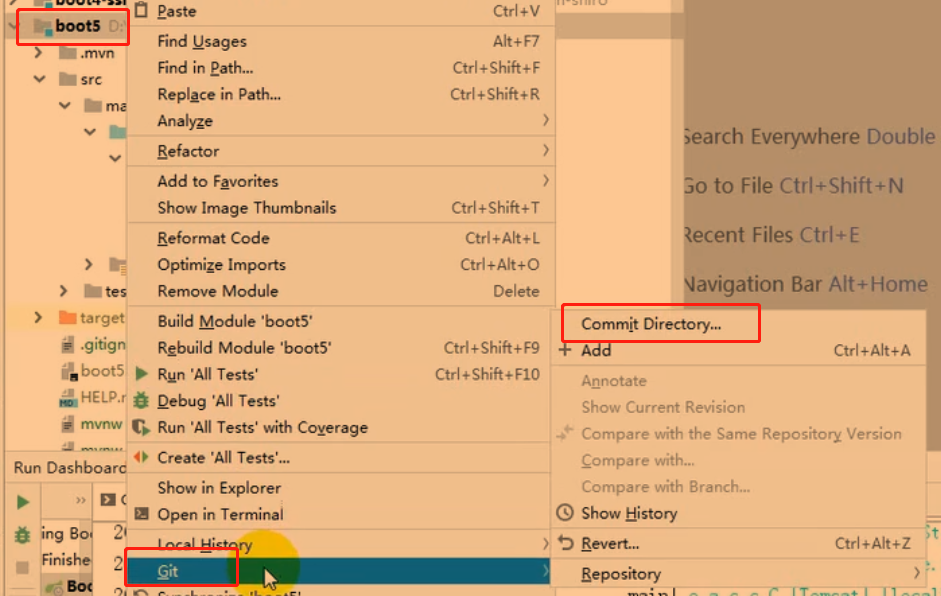 boot5 D:
.mvn
src
ma
tes
target
.gitign
boot5
HELP.r
mvnw
Run Dashboard
ing Bo
Finishe
Boo
Paste Ctrl+V
Find Usages Alt+F7
Find in Path... Ctrl+Shift+F
Replace in Path... Ctrl+Shift+R
Analyze
Refactor
Add to Favorites
Show Image Thumbnails Ctrl+Shift+T
Reformat Code Ctrl+Alt+L
Optimize Imports Ctrl+Alt+O
Remove Module Delete
Build Module 'boot5'
Rebuild Module 'boot5' Ctrl+Shift+F9
Run 'All Tests' Ctrl+Shift+F10
Debug 'All Tests'
Run 'All Tests' with Coverage
Create 'All Tests'...
Show in Explorer
Open in Terminal
Local History
Git
Synchronize 'boot5'
Search Everywhere Double
Go to File Ctrl+Shift+N
Recent Files Ctrl+E
Navigation Bar Alt+Home
Commit Directory...
Add Ctrl+Alt+A
Annotate
Show Current Revision
Compare with the Same Repository Version
Compare with...
Compare with Branch...
Show History
Revert... Ctrl+Alt+Z
Repository